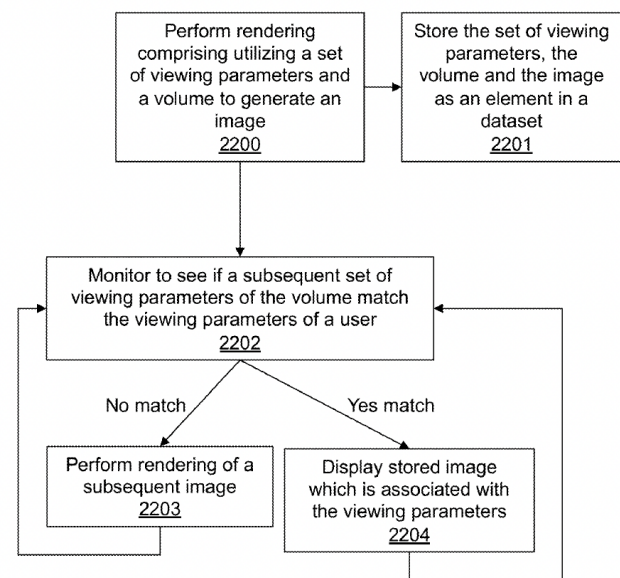 Perform rendering
comprising utilizing a set
of viewing parameters and
a volume to generate an
image
2200
Store the set of viewing
parameters, the
volume and the image
as an element in a
dataset
2201
Monitor to see if a subsequent set of
viewing parameters of the volume match
the viewing parameters of a user
2202
No match
Yes match
Perform rendering of a
subsequent image
2203
Display stored image
which is associated with
the viewing parameters
2204